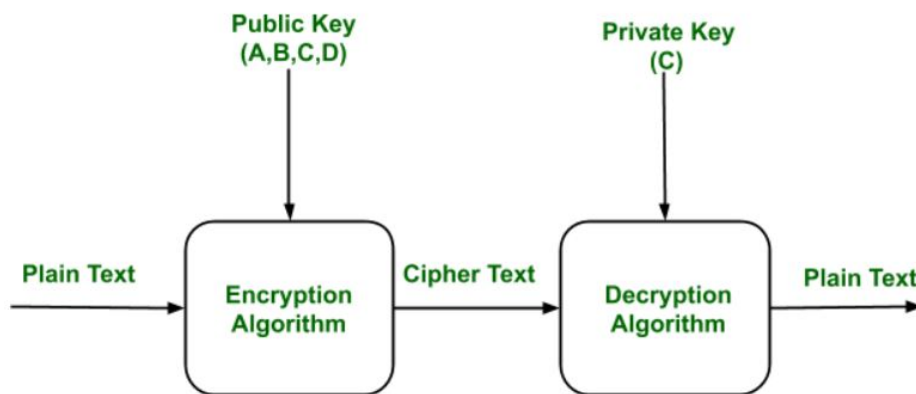 Public Key
(A,B,C,D)
Private Key
(C)
Plain Text
Encryption
Algorithm
Cipher Text
Decryption
Algorithm
Plain Text